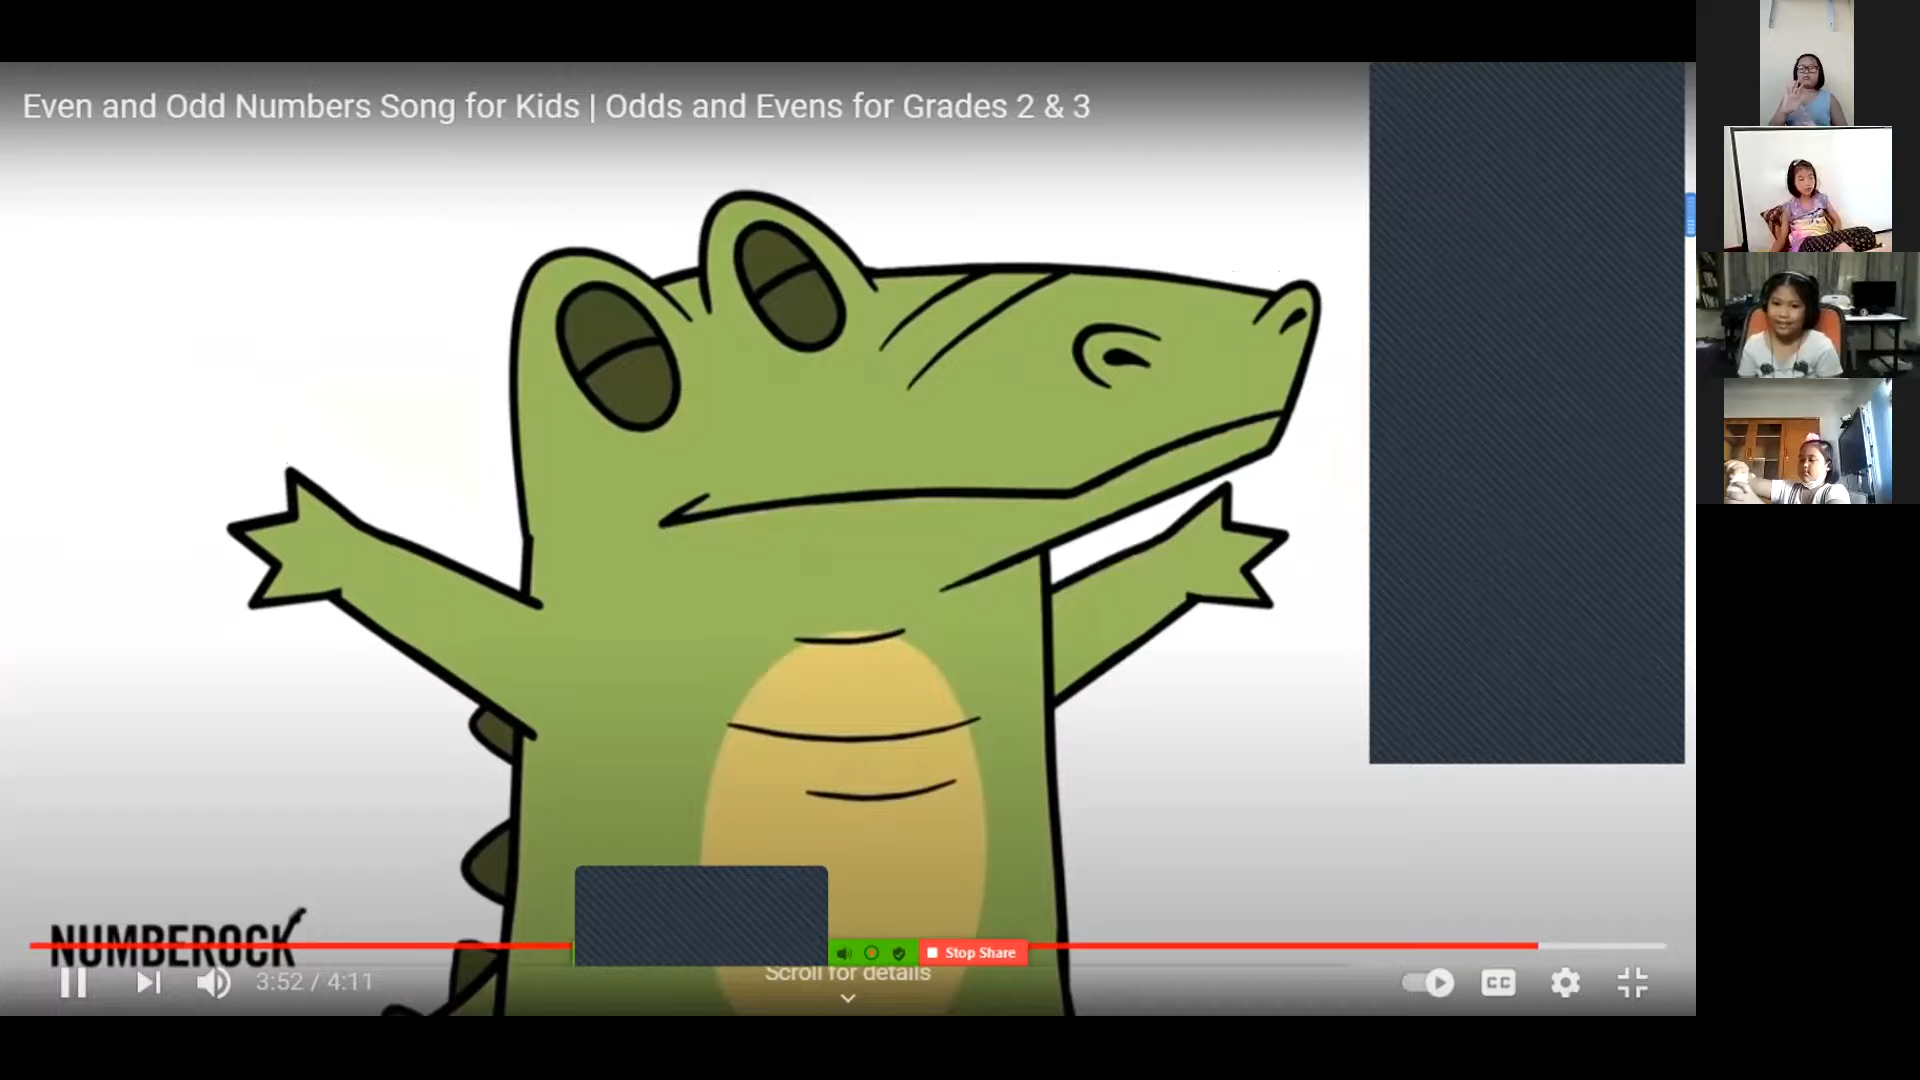 Even and Odd Numbers Song for Kids | Odds and Evens for Grades 2 & 3
NUMBEROCK
Stop Share
3:52 / 4:11
Scroll for details
CC